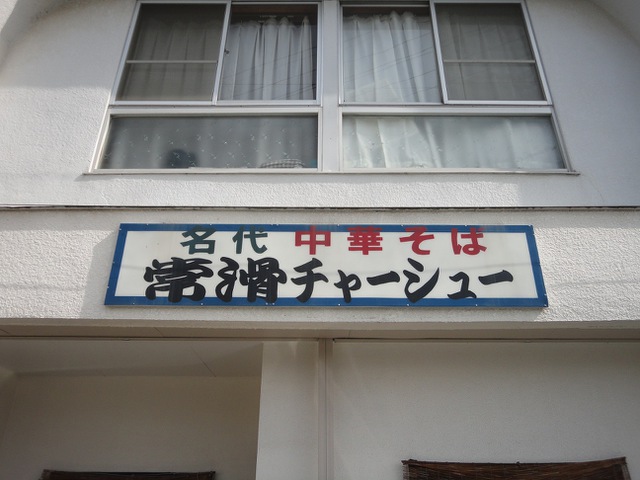 名代 中華そば
常滑チャーシュー